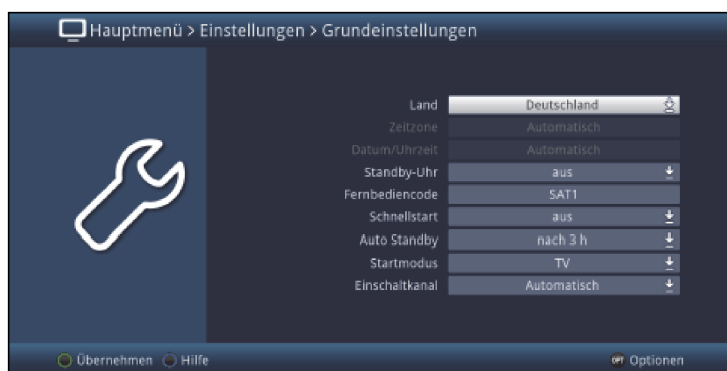 Hauptmenü > Einstellungen > Grundeinstellungen
Land Deutschland
Zeitzone Automatisch
Datum/Uhrzeit Automatisch
Standby-Uhr aus
Fernbediencode SAT1
Schnellstart aus
Auto Standby nach 3 h
Startmodus TV
Einschaltkanal Automatisch
Übernehmen Hilfe OPT Optionen